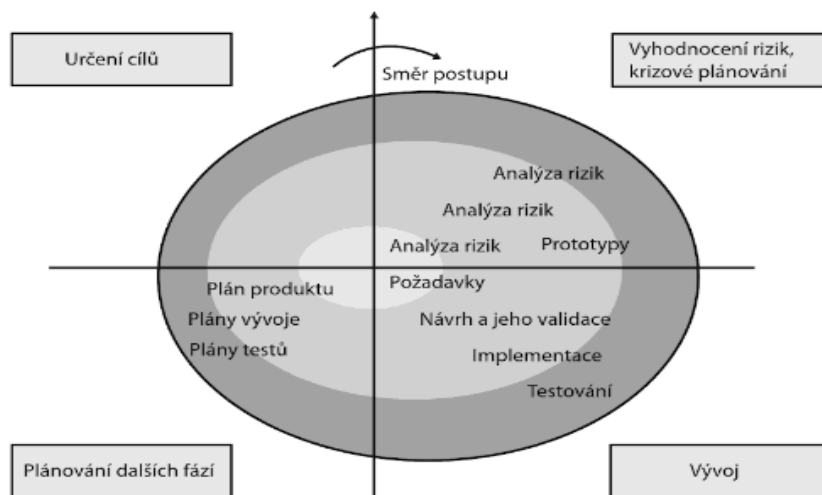 Určení cílů
Vyhodnocení rizik,
krizové plánování
Směr postupu
Analýza rizik
Analýza rizik
Analýza rizik
Prototypy
Plán produktu
Plány vývoje
Plány testů
Požadavky
Návrh a jeho validace
Implementace
Testování
Plánování dalších fází
Vývoj